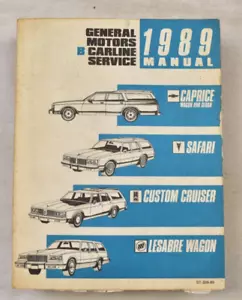 GENERAL
MOTORS
B CARLINE
SERVICE
1989
MANUAL
CAPRICE
WAGON AND SEDAN
SAFARI
CUSTOM CRUISER
LESABRE WAGON